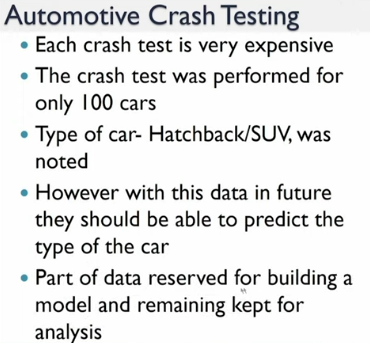 Automotive Crash Testing
• Each crash test is very expensive
• The crash test was performed for
only 100 cars
• Type of car- Hatchback/SUV, was
noted
• However with this data in future
they should be able to predict the
type of the car
• Part of data reserved for building a
model and remaining kept for
analysis